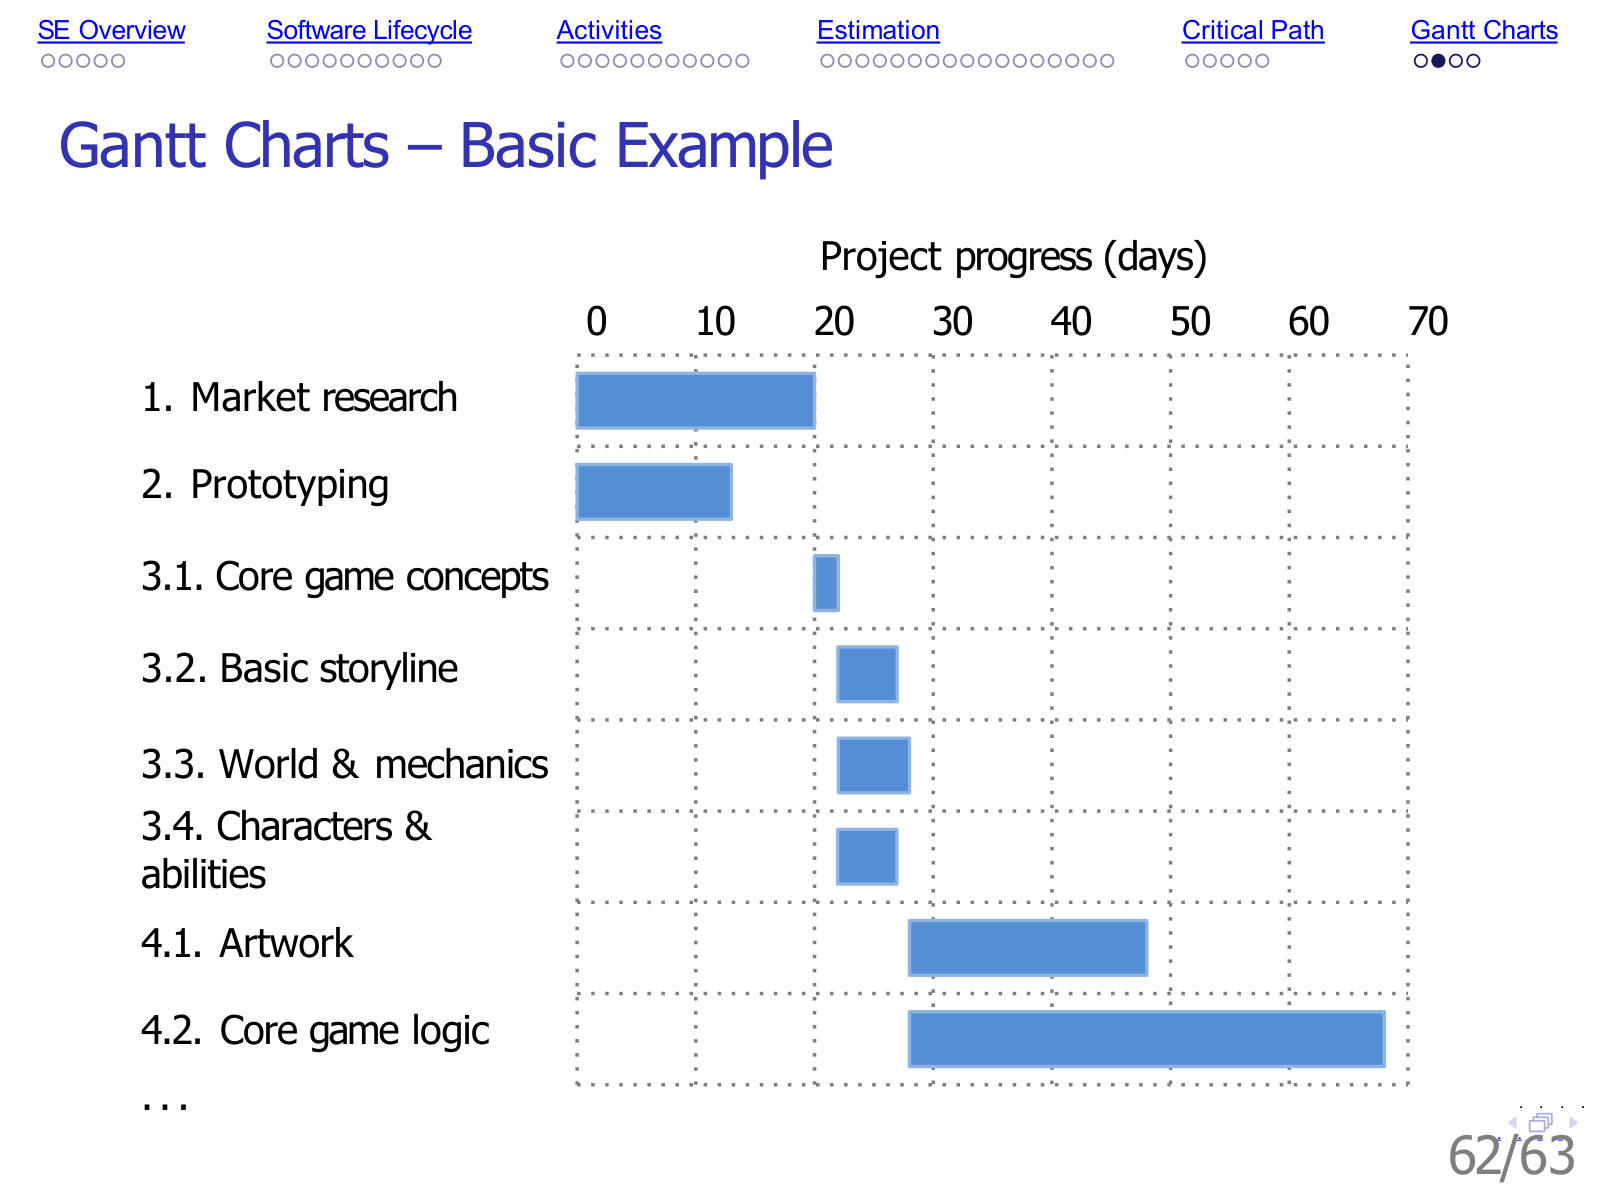 SE Overview Software Lifecycle Activities Estimation Critical Path Gantt Charts
Gantt Charts – Basic Example
Project progress (days)
0 10 20 30 40 50 60 70
1. Market research
2. Prototyping
3.1. Core game concepts
3.2. Basic storyline
3.3. World & mechanics
3.4. Characters &
abilities
4.1. Artwork
4.2. Core game logic
. . .
62/63